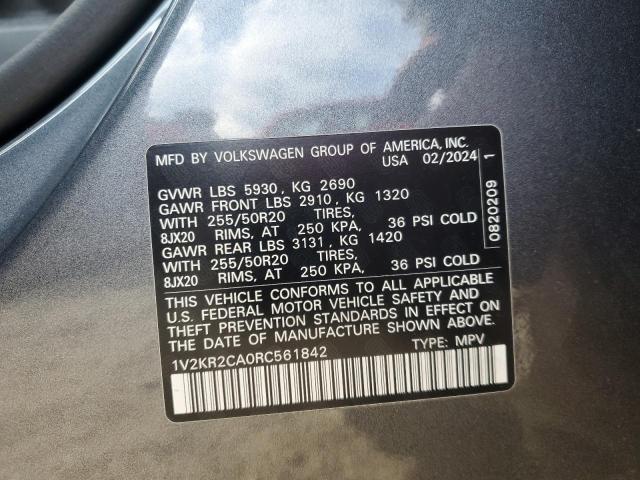 MFD BY VOLKSWAGEN GROUP OF AMERICA, INC.
USA 02/2024
GVWR LBS 5930, KG 2690
GAWR FRONT LBS 2910, KG 1320
WITH 255/50R20 TIRES,
8JX20 RIMS, AT 250 KPA, 36 PSI COLD
GAWR REAR LBS 3131, KG 1420
WITH 255/50R20 TIRES,
8JX20 RIMS, AT 250 KPA, 36 PSI COLD
THIS VEHICLE CONFORMS TO ALL APPLICABLE
U.S. FEDERAL MOTOR VEHICLE SAFETY AND
THEFT PREVENTION STANDARDS IN EFFECT ON
THE DATE OF MANUFACTURE SHOWN ABOVE.
1V2KR2CA0RC561842 TYPE: MPV
0820209 1